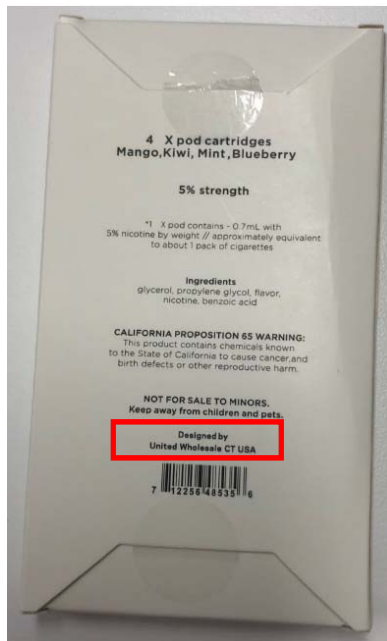 4 X pod cartridges
Mango,Kiwi, Mint,Blueberry
5% strength
*1 X pod contains - 0.7mL with
5% nicotine by weight // approximately equivalent
to about 1 pack of cigarettes
Ingredients
glycerol, propylene glycol, flavor,
nicotine, benzoic acid
CALIFORNIA PROPOSITION 65 WARNING:
This product contains chemicals known
to the State of California to cause cancer,and
birth defects or other reproductive harm.
NOT FOR SALE TO MINORS.
Keep away from children and pets.
Designed by
United Wholesale CT USA
7 12256 48535 6